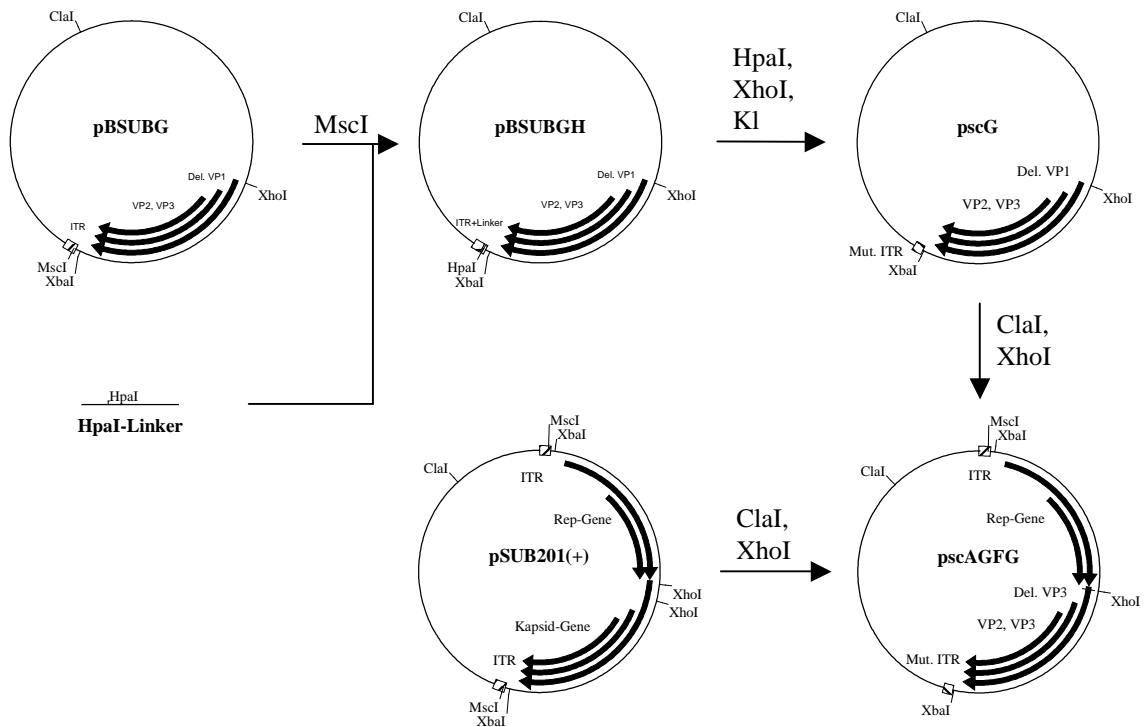 ClaI
pBSUBG
Del. VP1
VP2, VP3
XhoI
ITR
MscI
XbaI
MscI
ClaI
pBSUBGH
Del. VP1
VP2, VP3
XhoI
ITR+Linker
HpaI
XbaI
HpaI,
XhoI,
Kl
ClaI
pscG
Del. VP1
VP2, VP3
XhoI
Mut. ITR
XbaI
ClaI,
XhoI
HpaI
HpaI-Linker
MscI
XbaI
ClaI
ITR
Rep-Gene
pSUB201(+)
XhoI
XhoI
Kapsid-Gene
ITR
MscI
XbaI
ClaI,
XhoI
MscI
XbaI
ClaI
ITR
Rep-Gene
pscAGFG
Del. VP3
XhoI
VP2, VP3
Mut. ITR
XbaI